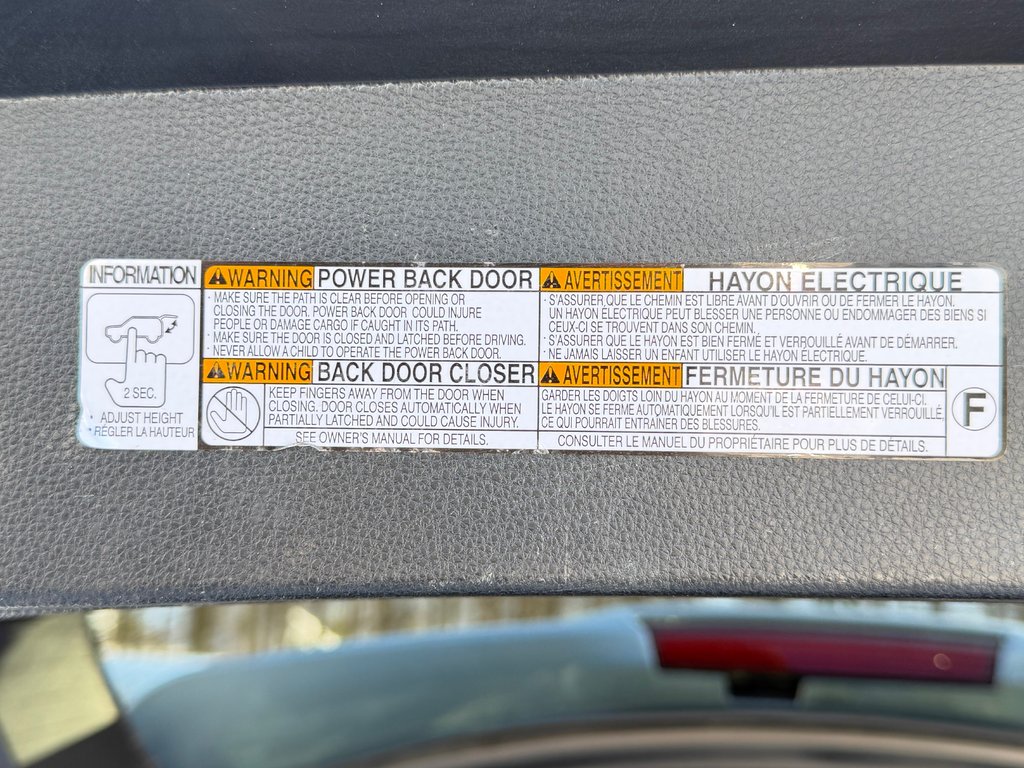 INFORMATION
2 SEC.
· ADJUST HEIGHT
· RÉGLER LA HAUTEUR
WARNING POWER BACK DOOR
· MAKE SURE THE PATH IS CLEAR BEFORE OPENING OR
CLOSING THE DOOR. POWER BACK DOOR COULD INJURE
PEOPLE OR DAMAGE CARGO IF CAUGHT IN ITS PATH.
· MAKE SURE THE DOOR IS CLOSED AND LATCHED BEFORE DRIVING.
· NEVER ALLOW A CHILD TO OPERATE THE POWER BACK DOOR.
WARNING BACK DOOR CLOSER
KEEP FINGERS AWAY FROM THE DOOR WHEN
CLOSING. DOOR CLOSES AUTOMATICALLY WHEN
PARTIALLY LATCHED AND COULD CAUSE INJURY.
SEE OWNER'S MANUAL FOR DETAILS.
AVERTISSEMENT HAYON ÉLECTRIQUE
· S'ASSURER QUE LE CHEMIN EST LIBRE AVANT D'OUVRIR OU DE FERMER LE HAYON.
UN HAYON ÉLECTRIQUE PEUT BLESSER UNE PERSONNE OU ENDOMMAGER DES BIENS SI
CEUX-CI SE TROUVENT DANS SON CHEMIN.
· S'ASSURER QUE LE HAYON EST BIEN FERMÉ ET VERROUILLÉ AVANT DE DÉMARRER.
· NE JAMAIS LAISSER UN ENFANT UTILISER LE HAYON ÉLECTRIQUE.
AVERTISSEMENT FERMETURE DU HAYON
GARDER LES DOIGTS LOIN DU HAYON AU MOMENT DE LA FERMETURE DE CELUI-CI.
LE HAYON SE FERME AUTOMATIQUEMENT LORSQU'IL EST PARTIELLEMENT VERROUILLÉ,
CE QUI POURRAIT ENTRAÎNER DES BLESSURES.
CONSULTER LE MANUEL DU PROPRIÉTAIRE POUR PLUS DE DÉTAILS.
F